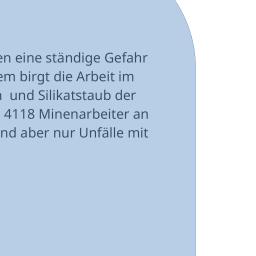 en eine ständige Gefahr
em birgt die Arbeit im
und Silikatstaub der
4118 Minenarbeiter an
nd aber nur Unfälle mit